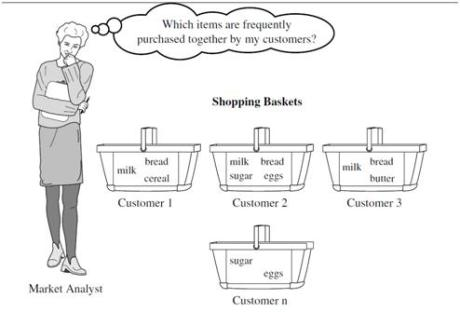 Which items are frequently
purchased together by my customers?
Shopping Baskets
milk
bread
cereal
Customer 1
milk bread
sugar eggs
Customer 2
milk
bread
butter
Customer 3
sugar
eggs
Customer n
Market Analyst